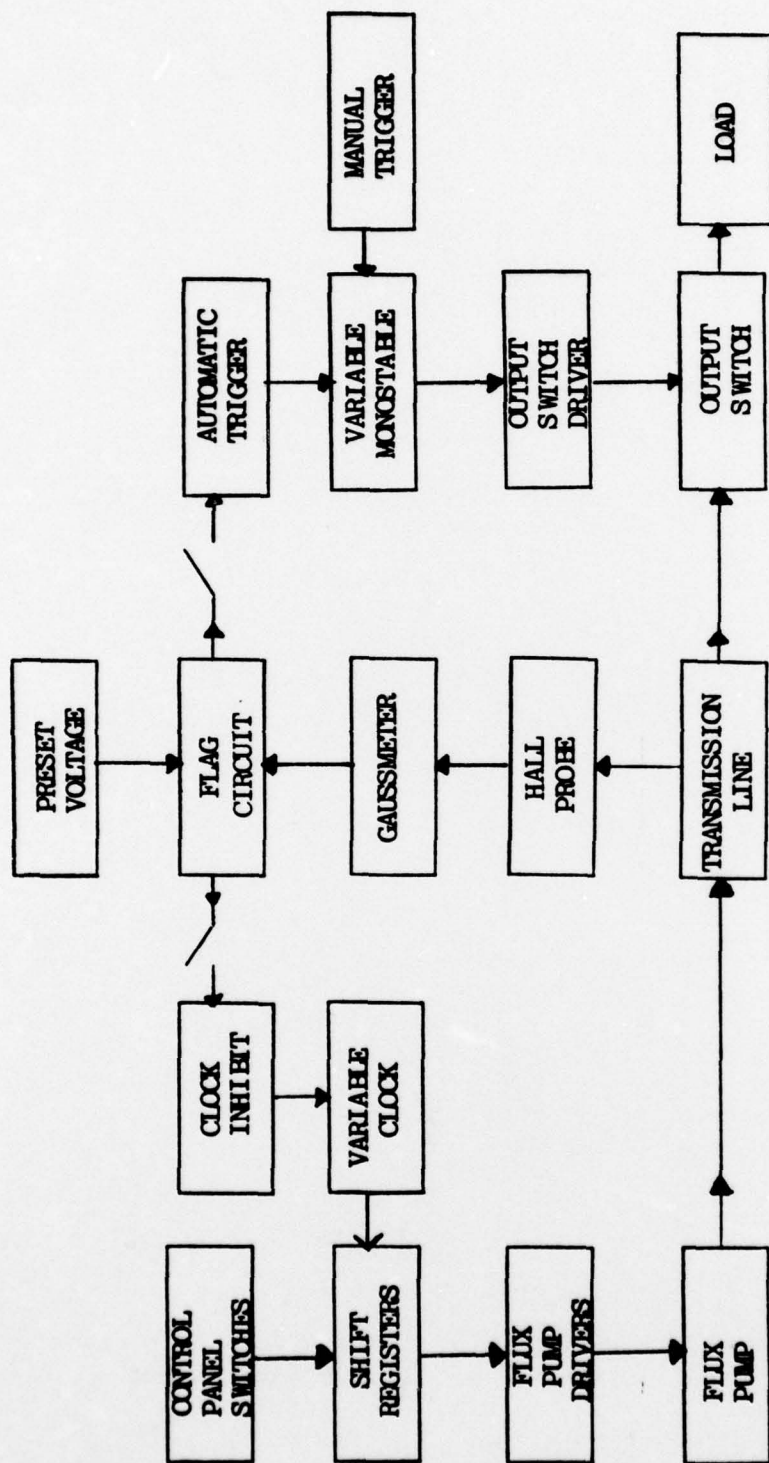 PRESET
VOLTAGE
CONTROL
PANEL
SWITCHES
CLOCK
INHIBIT
FLAG
CIRCUIT
AUTOMATIC
TRIGGER
SHIFT
REGISTERS
VARIABLE
CLOCK
GAUSSMETER
VARIABLE
MONOSTABLE
MANUAL
TRIGGER
FLUX
PUMP
DRIVERS
HALL
PROBE
OUTPUT
SWITCH
DRIVER
FLUX
PUMP
TRANSMISSION
LINE
OUTPUT
SWITCH
LOAD